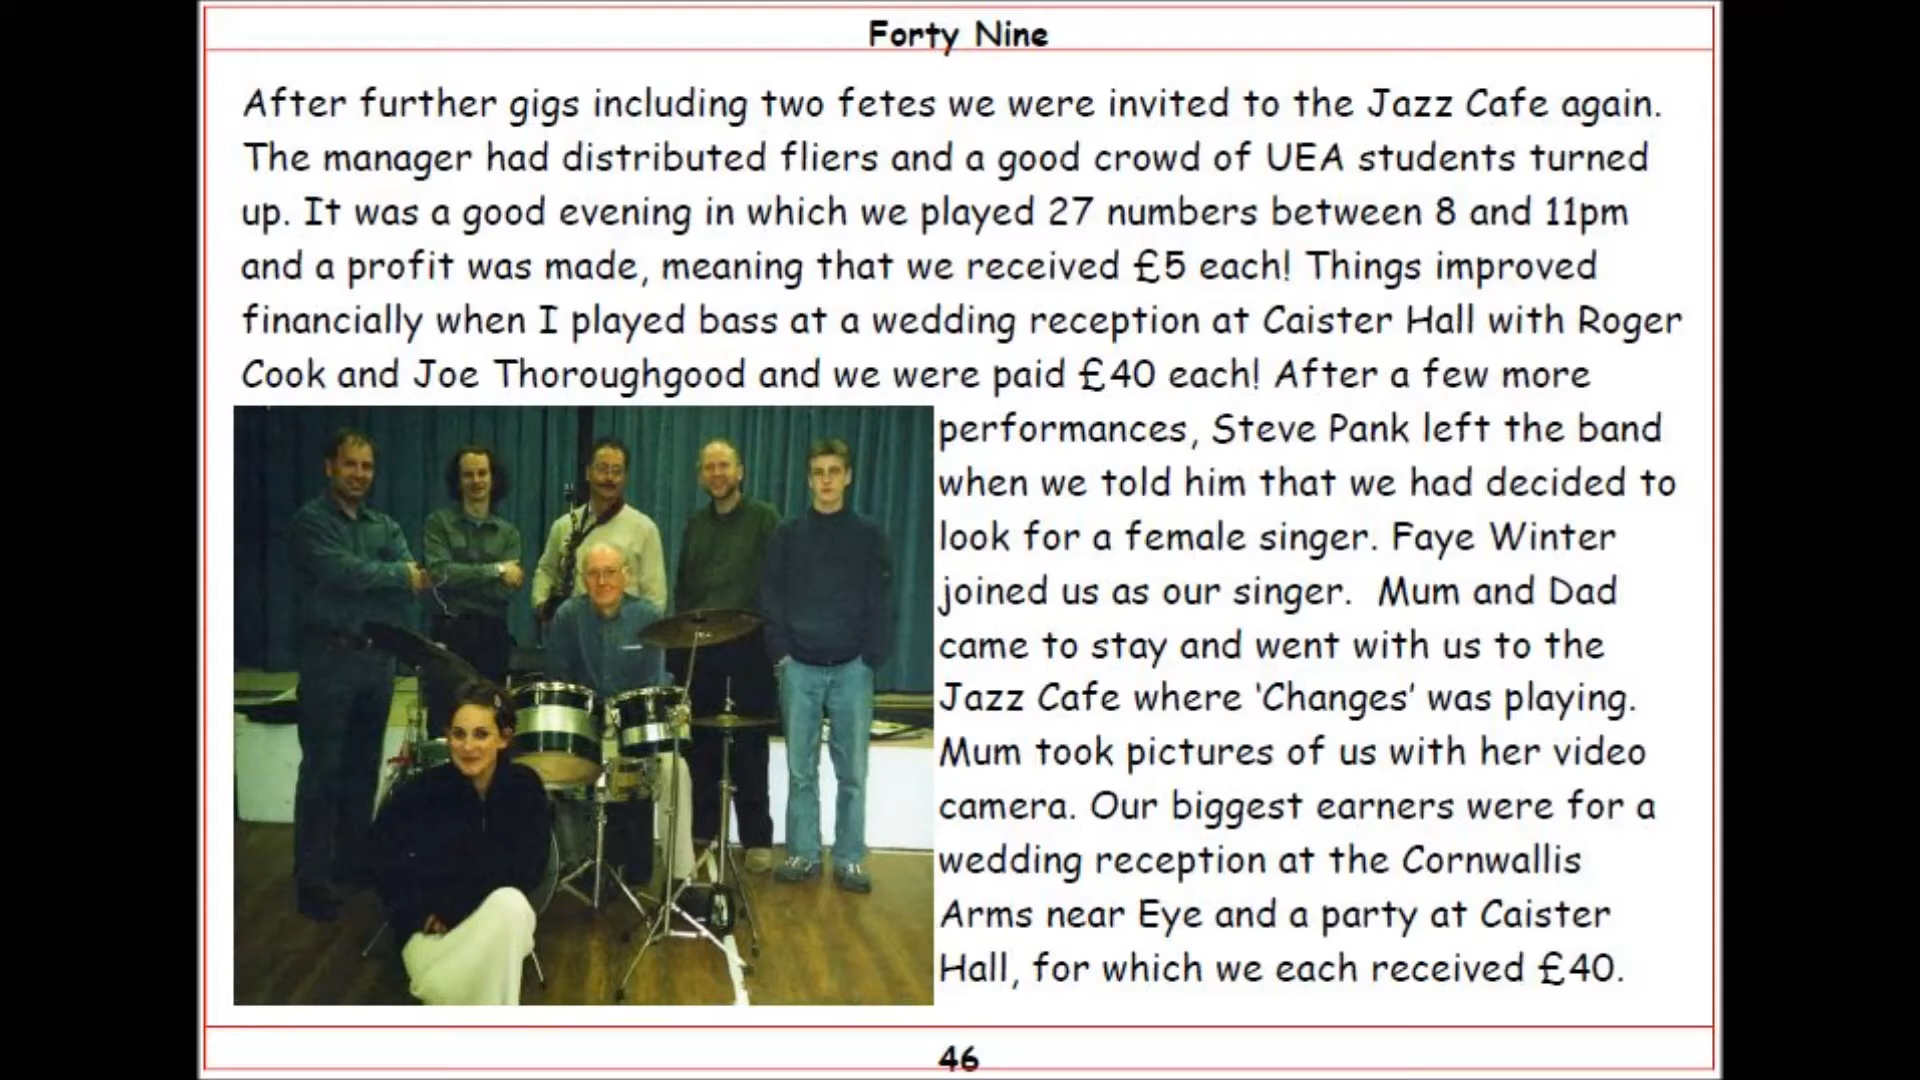 Forty Nine
After further gigs including two fetes we were invited to the Jazz Cafe again.
The manager had distributed fliers and a good crowd of UEA students turned
up. It was a good evening in which we played 27 numbers between 8 and 11pm
and a profit was made, meaning that we received £5 each! Things improved
financially when I played bass at a wedding reception at Caister Hall with Roger
Cook and Joe Thoroughgood and we were paid £40 each! After a few more
performances, Steve Pank left the band
when we told him that we had decided to
look for a female singer. Faye Winter
joined us as our singer.  Mum and Dad
came to stay and went with us to the
Jazz Cafe where ‘Changes’ was playing.
Mum took pictures of us with her video
camera. Our biggest earners were for a
wedding reception at the Cornwallis
Arms near Eye and a party at Caister
Hall, for which we each received £40.
46